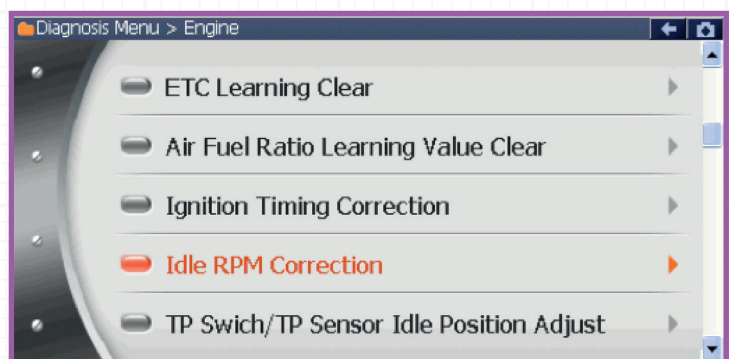 Diagnosis Menu > Engine
ETC Learning Clear
Air Fuel Ratio Learning Value Clear
Ignition Timing Correction
Idle RPM Correction
TP Swich/TP Sensor Idle Position Adjust